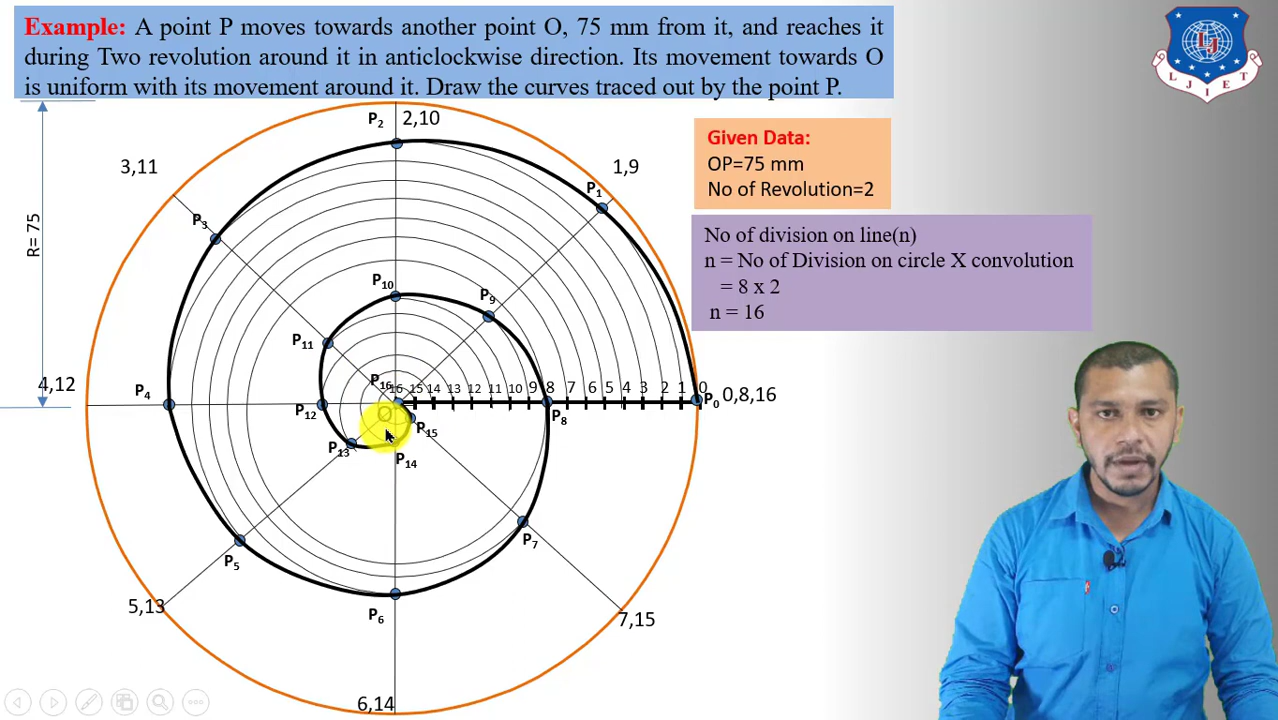 Example: A point P moves towards another point O, 75 mm from it, and reaches it
during Two revolution around it in anticlockwise direction. Its movement towards O
is uniform with its movement around it. Draw the curves traced out by the point P.
LJ
L J I E T
Given Data:
OP=75 mm
No of Revolution=2
No of division on line(n)
n = No of Division on circle X convolution
= 8 x 2
n = 16
R= 75
P2
2,10
3,11
1,9
P1
P3
P10
P9
P11
P16
16 15 14 13 12 11 10 9 8 7 6 5 4 3 2 1 0
4,12
P4
P12
O
P8
P0
0,8,16
P15
P13
P14
P7
P5
P6
5,13
7,15
6,14